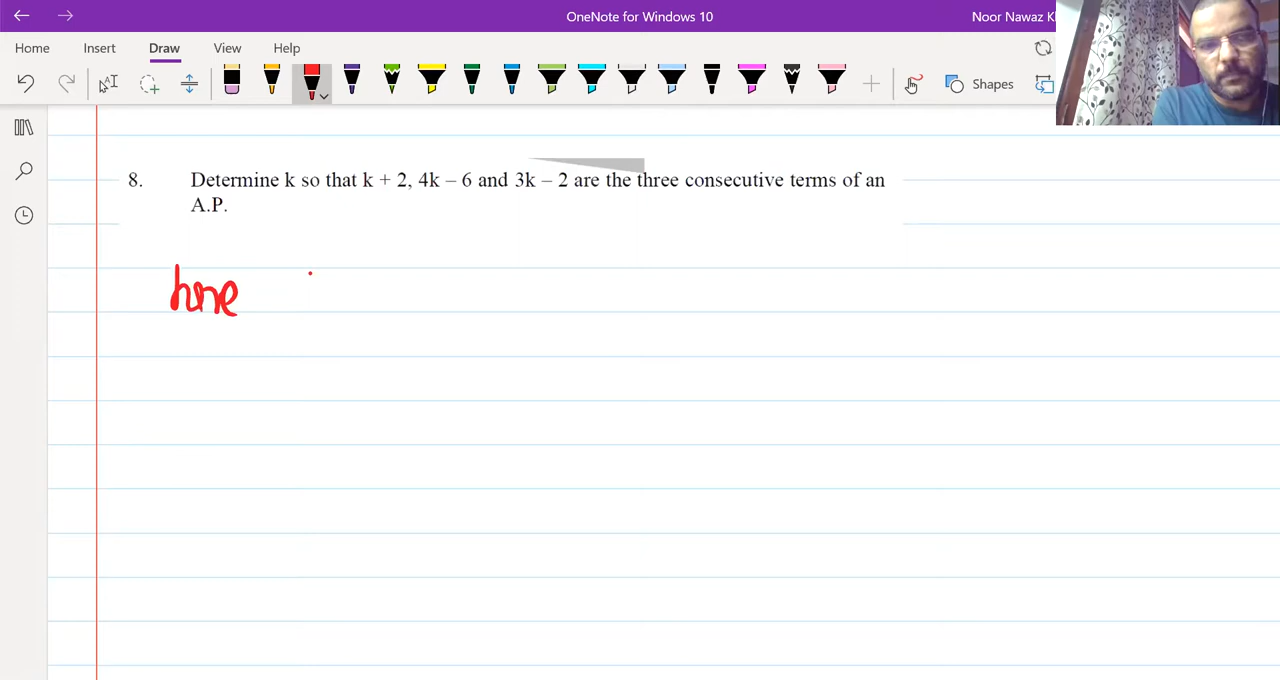 OneNote for Windows 10
Noor Nawaz
Home Insert Draw View Help
Shapes
8. Determine k so that k + 2, 4k – 6 and 3k – 2 are the three consecutive terms of an
A.P.